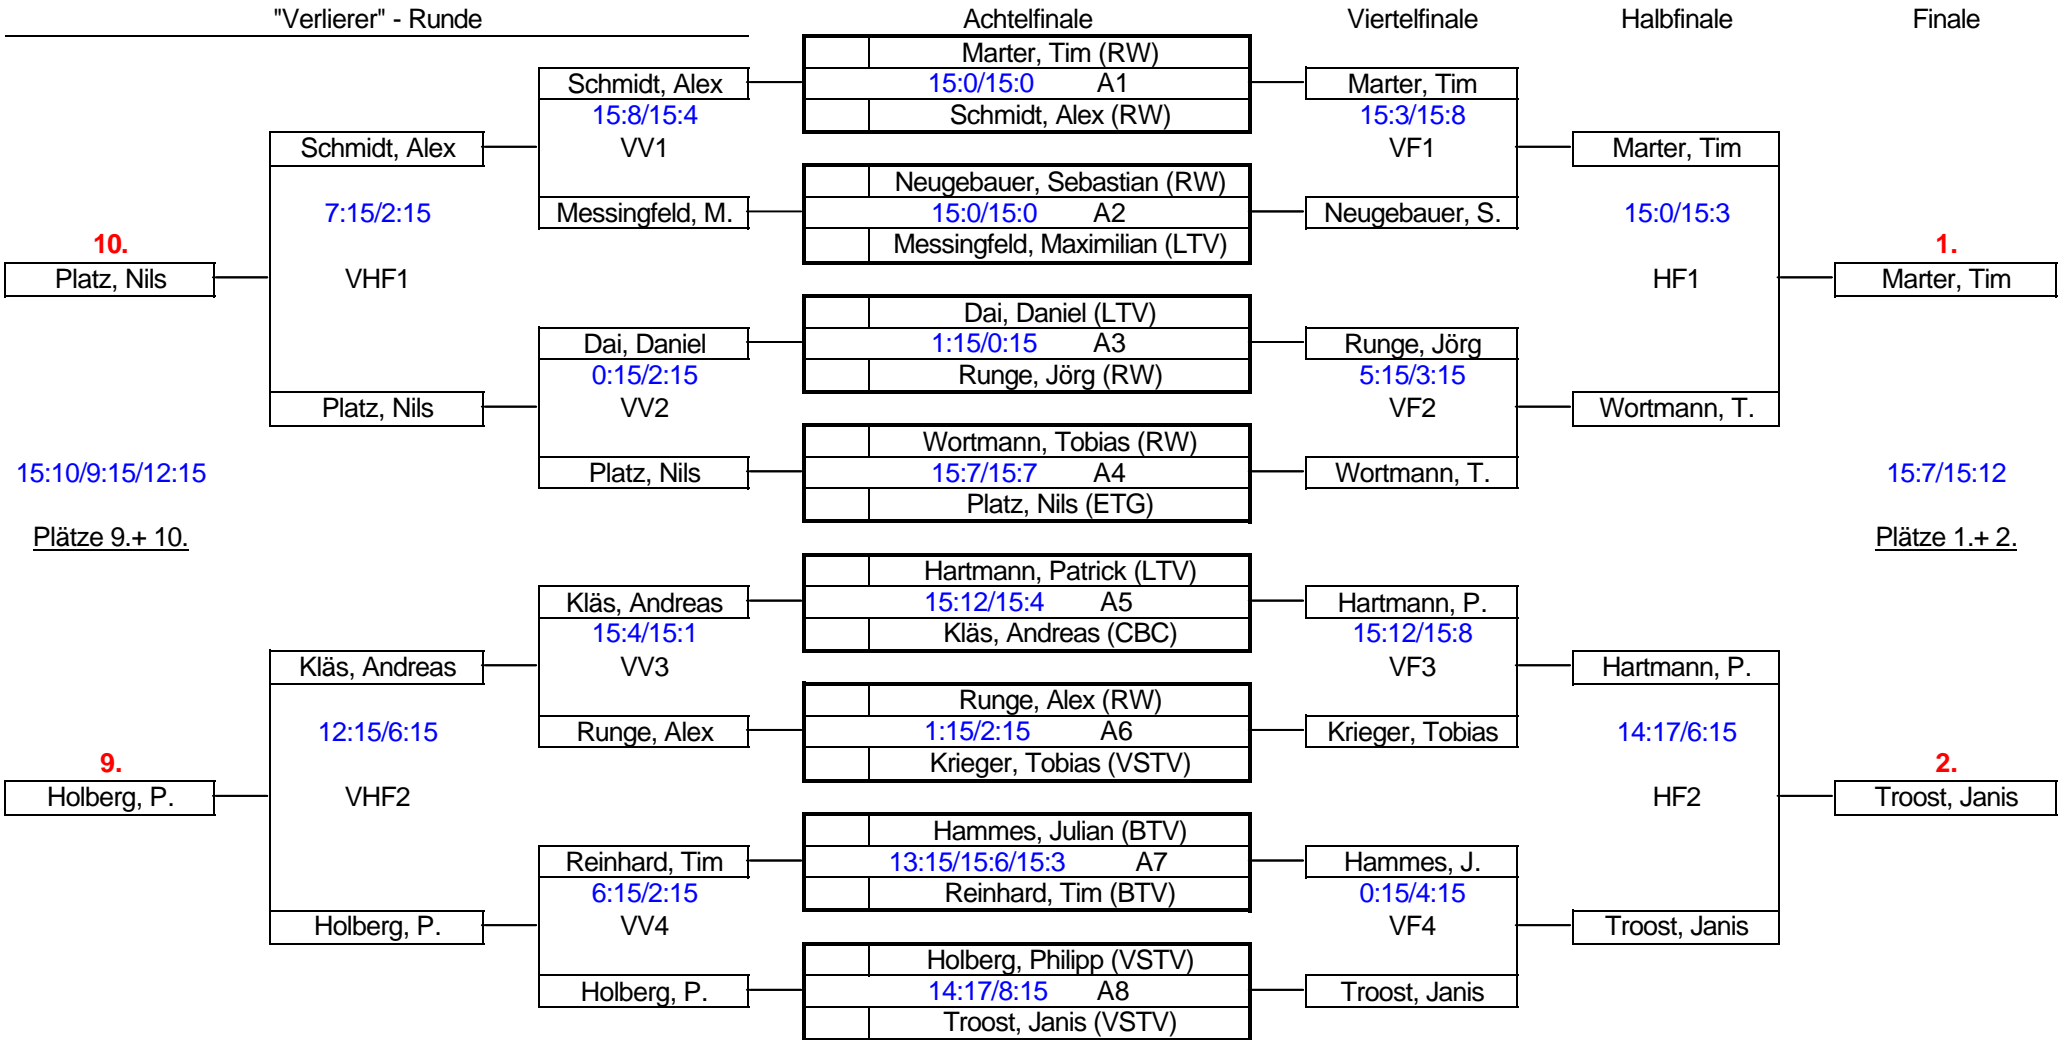 "Verlierer" - Runde Achtelfinale Viertelfinale Halbfinale Finale
Marter, Tim (RW)
Schmidt, Alex 15:0/15:0 A1 Marter, Tim
15:8/15:4 Schmidt, Alex (RW) 15:3/15:8
Schmidt, Alex VV1 VF1 Marter, Tim
Neugebauer, Sebastian (RW)
7:15/2:15 Messingfeld, M. 15:0/15:0 A2 Neugebauer, S. 15:0/15:3
10. Messingfeld, Maximilian (LTV) 1.
Platz, Nils VHF1 HF1 Marter, Tim
Dai, Daniel (LTV)
Dai, Daniel 1:15/0:15 A3 Runge, Jörg
0:15/2:15 Runge, Jörg (RW) 5:15/3:15
Platz, Nils VV2 VF2 Wortmann, T.
Wortmann, Tobias (RW)
15:10/9:15/12:15 Platz, Nils 15:7/15:7 A4 Wortmann, T. 15:7/15:12
Platz, Nils (ETG)
Plätze 9.+ 10. Plätze 1.+ 2.
Hartmann, Patrick (LTV)
Kläs, Andreas 15:12/15:4 A5 Hartmann, P.
15:4/15:1 Kläs, Andreas (CBC) 15:12/15:8
Kläs, Andreas VV3 VF3 Hartmann, P.
Runge, Alex (RW)
12:15/6:15 Runge, Alex 1:15/2:15 A6 Krieger, Tobias 14:17/6:15
9. Krieger, Tobias (VSTV) 2.
Holberg, P. VHF2 HF2 Troost, Janis
Hammes, Julian (BTV)
Reinhard, Tim 13:15/15:6/15:3 A7 Hammes, J.
6:15/2:15 Reinhard, Tim (BTV) 0:15/4:15
Holberg, P. VV4 VF4 Troost, Janis
Holberg, Philipp (VSTV)
Holberg, P. 14:17/8:15 A8 Troost, Janis
Troost, Janis (VSTV)